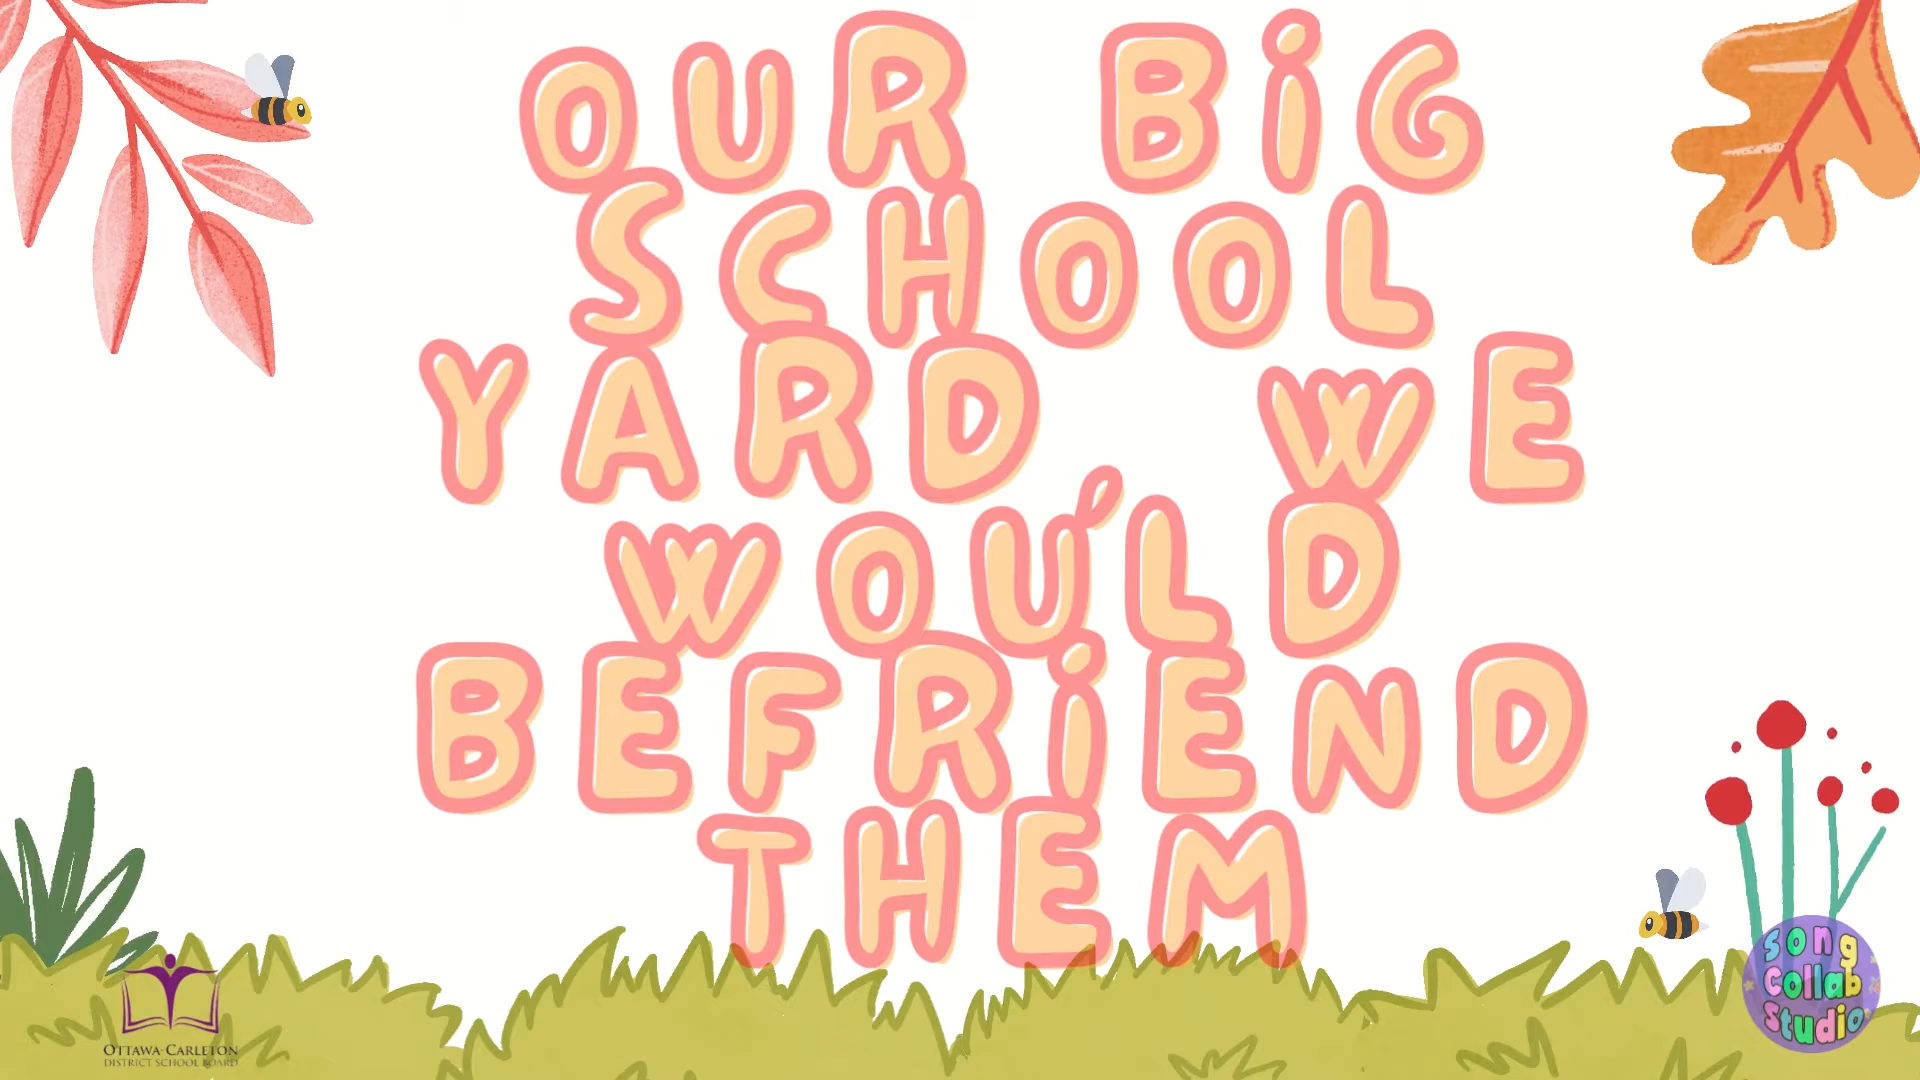 OUR BiG
SCHOOL
YARD, WE
WOULD
BEFRiEND
THEM
OTTAWA-CARLETON
DISTRICT SCHOOL BOARD
Song
Collab
Studio